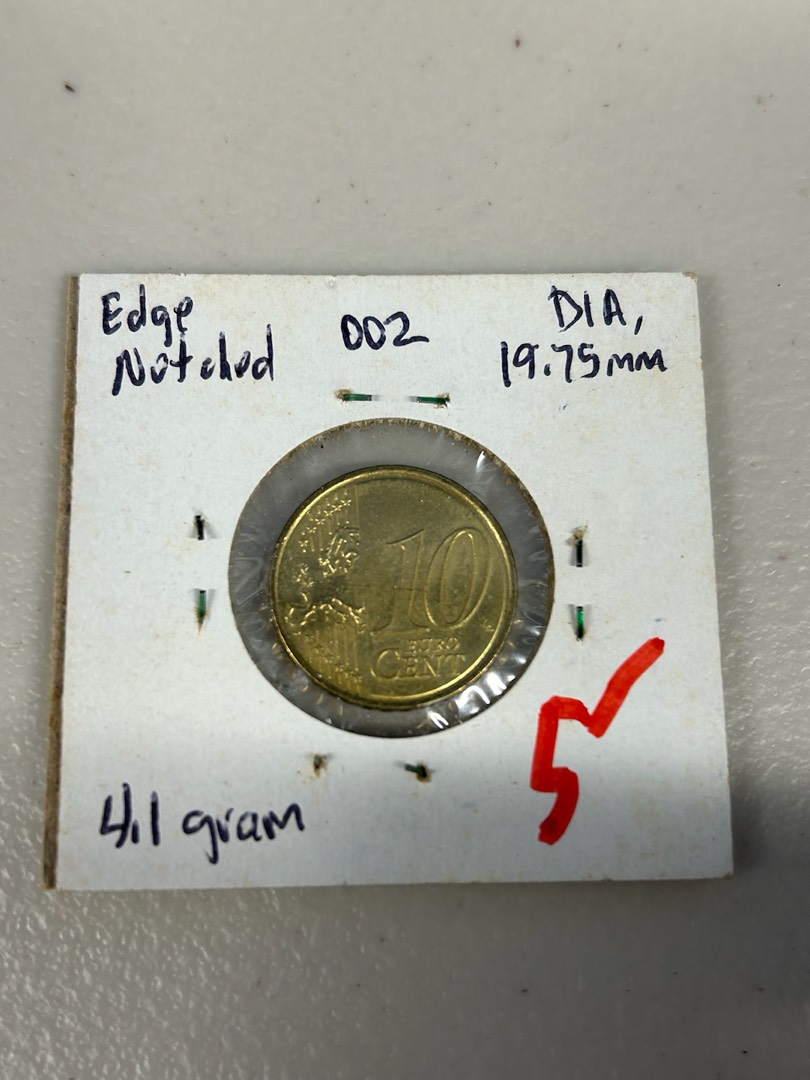 Edge
Notched
002
DIA,
19.75mm
10
EURO
CENT
4.1 gram
5